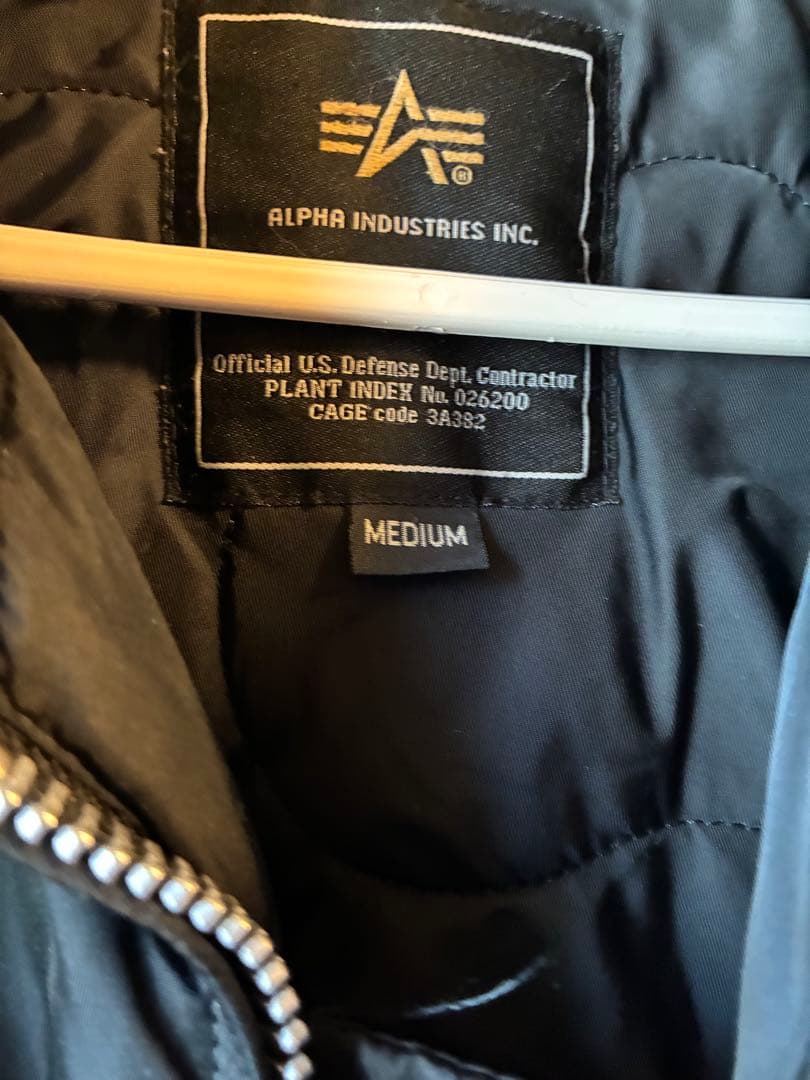 ®
ALPHA INDUSTRIES INC.
Official U.S. Defense Dept. Contractor
PLANT INDEX No. 026200
CAGE code 3A382
MEDIUM